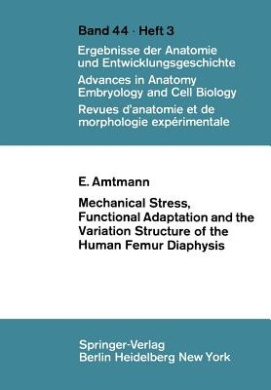 Band 44 · Heft 3
Ergebnisse der Anatomie
und Entwicklungsgeschichte
Advances in Anatomy
Embryology and Cell Biology
Revues d'anatomie et de
morphologie expérimentale
E. Amtmann
Mechanical Stress,
Functional Adaptation and the
Variation Structure of the
Human Femur Diaphysis
Springer-Verlag
Berlin Heidelberg New York